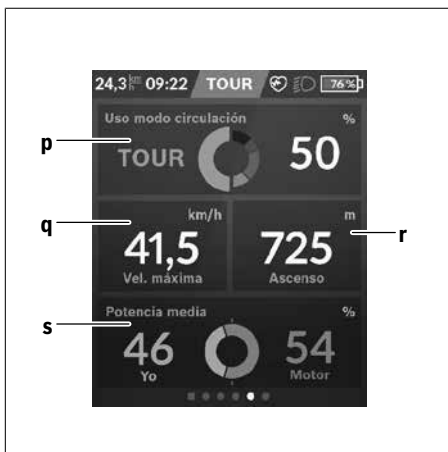 24,3 km/h 09:22 TOUR 76 %
Uso modo circulación %
p
TOUR 50
q
km/h
41,5
Vel. máxima
m
r
725
Ascenso
Potencia media %
s
46 54
Yo Motor